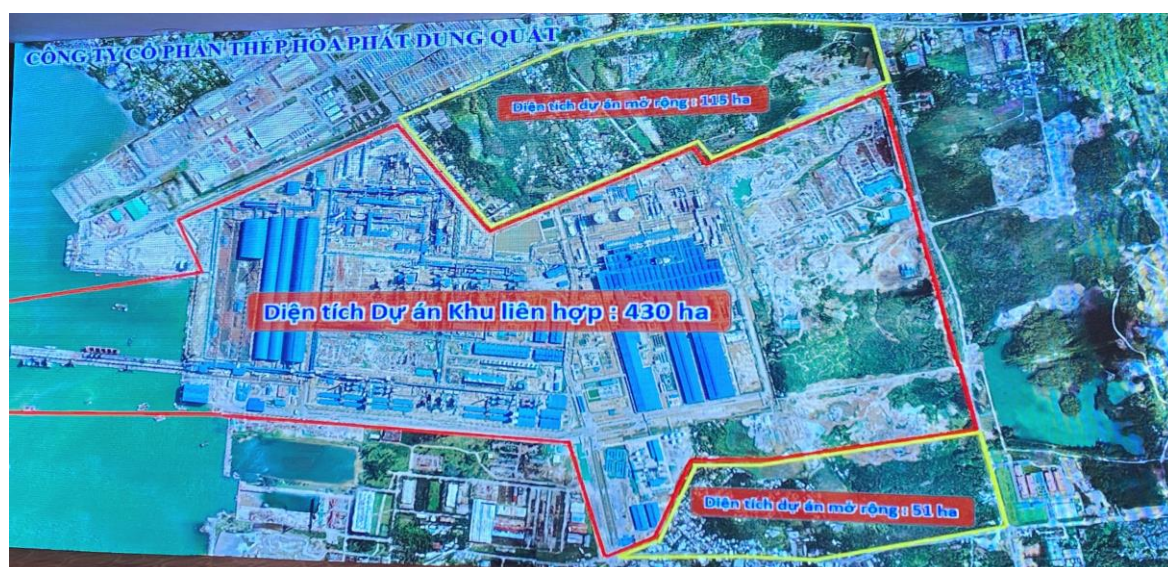 CÔNG TY CỔ PHẦN THÉP HÒA PHÁT DUNG QUẤT
Diện tích dự án mở rộng : 115 ha
Diện tích Dự án Khu liên hợp : 430 ha
Diện tích dự án mở rộng : 51 ha